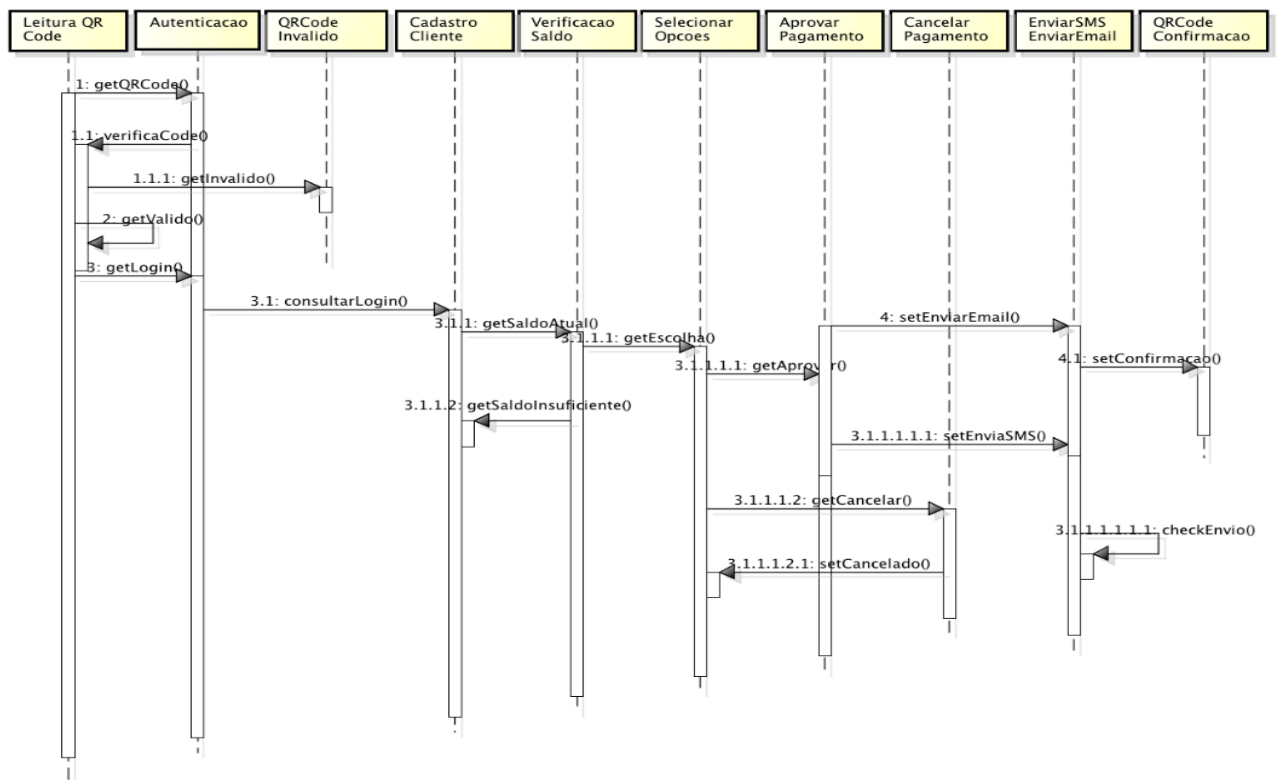 Leitura QR
Code
Autenticacao
QRCode
Invalido
Cadastro
Cliente
Verificacao
Saldo
Selecionar
Opcoes
Aprovar
Pagamento
Cancelar
Pagamento
EnviarSMS
EnviarEmail
QRCode
Confirmacao
1: getQRCode()
1.1: verificaCode()
1.1.1: getInvalido()
2: getValido()
3: getLogin()
3.1: consultarLogin()
3.1.1: getSaldoAtual()
4: setEnviarEmail()
3.1.1.1: getEscolha()
4.1: setConfirmacao()
3.1.1.1.1: getAprovar()
3.1.1.2: getSaldoInsuficiente()
3.1.1.1.1.1: setEnviaSMS()
3.1.1.1.2: getCancelar()
3.1.1.1.1.1.1: checkEnvio()
3.1.1.1.2.1: setCancelado()